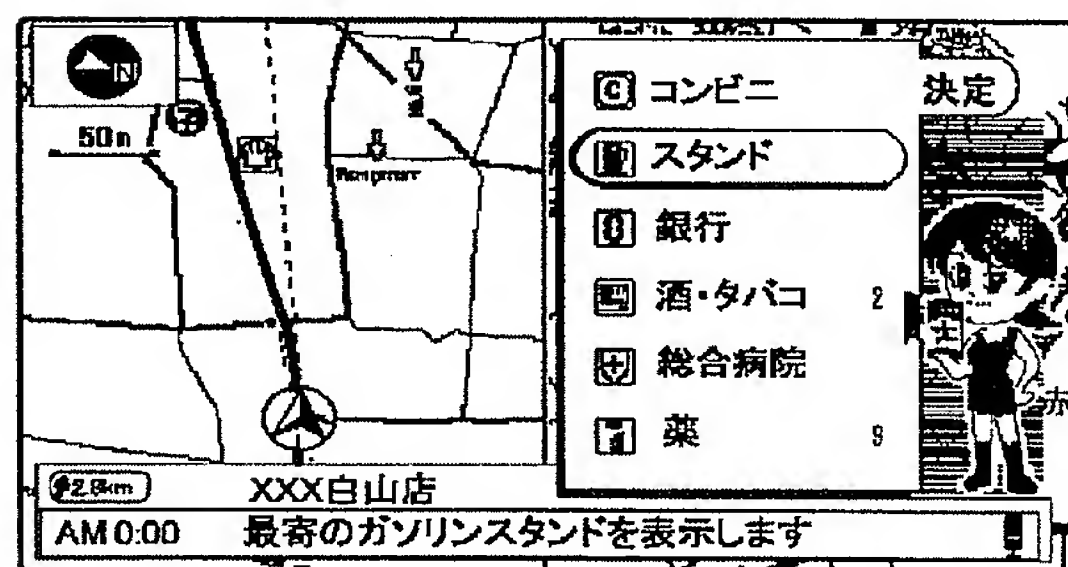 N
50m
C コンビニ
決定
スタンド
銀行
酒・タバコ 2
総合病院
薬 9
赤
2.8km
XXX白山店
AM 0:00 最寄のガソリンスタンドを表示します